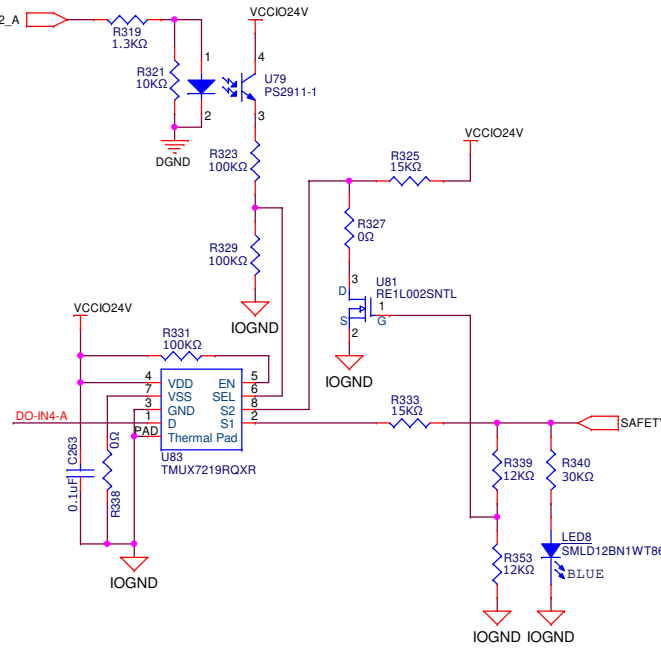 2_A
R319
1.3KΩ
VCCIO24V
R321
10KΩ
1
2
4
3
U79
PS2911-1
DGND
R323
100KΩ
R329
100KΩ
IOGND
VCCIO24V
R325
15KΩ
R327
0Ω
3
D
U81
RE1L002SNTL
1
G
S
2
IOGND
VCCIO24V
R331
100KΩ
4 VDD EN 5
7 VSS SEL 6
3 GND S2 8
1 D S1 2
PAD Thermal Pad
U83
TMUX7219RQXR
DO-IN4-A
C263
0.1uF
0Ω
R338
IOGND
R333
15KΩ
SAFETY
R339
12KΩ
R340
30KΩ
R353
12KΩ
LED8
SMLD12BN1WT86
BLUE
IOGND IOGND